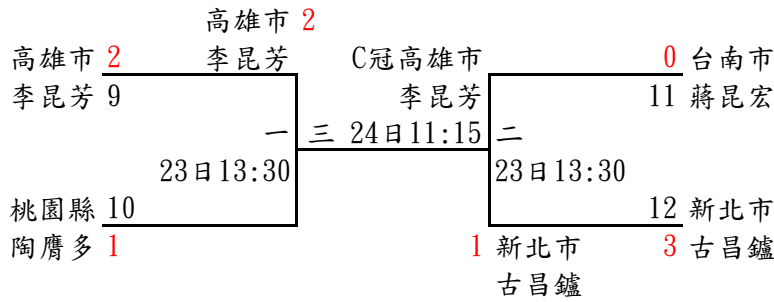 高雄市 2
高雄市 2 李昆芳 C冠高雄市 0 台南市
李昆芳 9 李昆芳 11 蔣昆宏
一 三 24日11:15 二
23日13:30 23日13:30
桃園縣 10 12 新北市
陶膺多 1 1 新北市 3 古昌鑪
古昌鑪